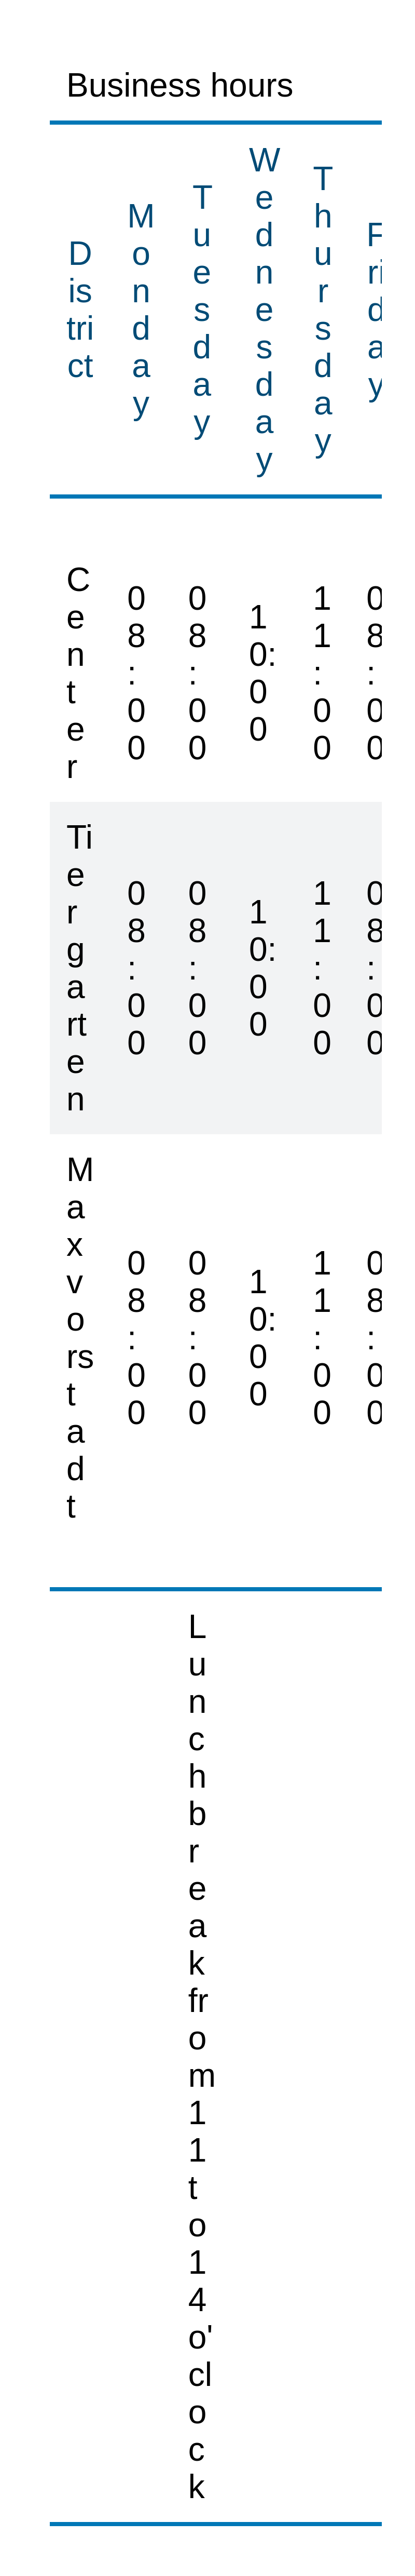 Business hours
District Monday Tuesday Wednesday Thursday Friday
Center 08:00 08:00 10:00 11:00 08:00
Tiergarten 08:00 08:00 10:00 11:00 08:00
Maxvorstadt 08:00 08:00 10:00 11:00 08:00
Lunch break from 11 to 14 o'clock